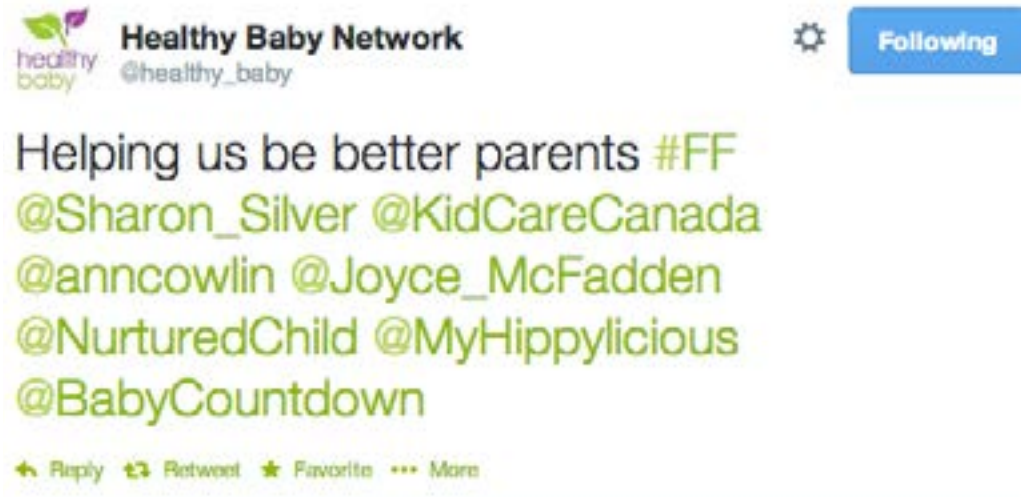 healthy
baby
Healthy Baby Network
@healthy_baby
Following
Helping us be better parents #FF
@Sharon_Silver @KidCareCanada
@anncowlin @Joyce_McFadden
@NurturedChild @MyHippylicious
@BabyCountdown
Reply Retweet Favorite ••• More